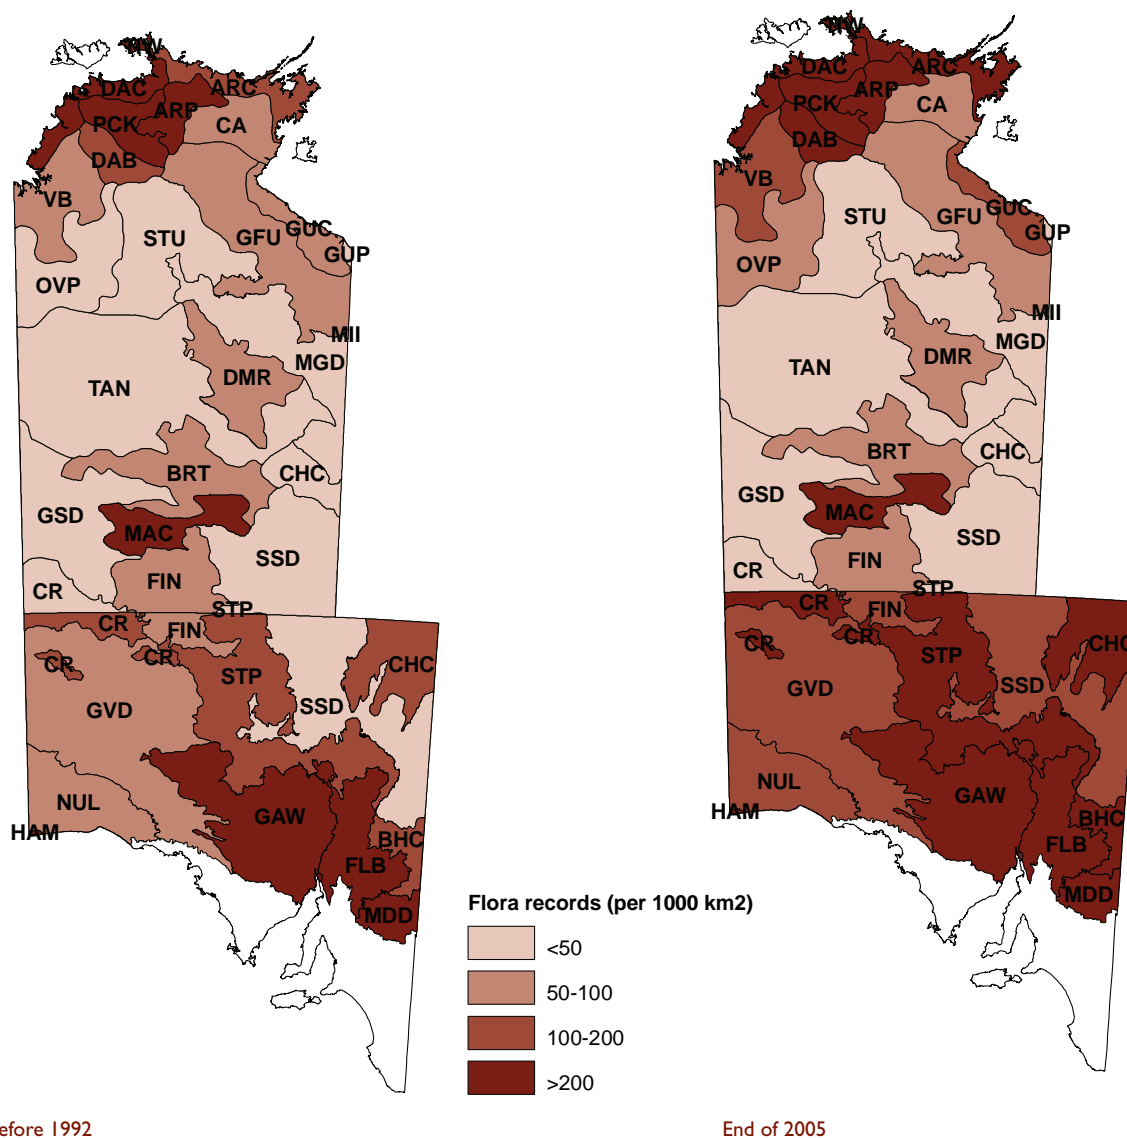 TIW
DAC
ARC
ARP
PCK
CA
DAB
VB
STU
GUC
GFU
GUP
OVP
MII
MGD
DMR
TAN
BRT
CHC
GSD
MAC
SSD
FIN
CR
STP
CR
FIN
CR
CR
CHC
STP
SSD
GVD
NUL
GAW
HAM
BHC
FLB
MDD
DAC
ARC
ARP
PCK
CA
DAB
VB
GUC
STU
GFU
GUP
OVP
MII
MGD
DMR
TAN
BRT
CHC
GSD
MAC
SSD
FIN
CR
STP
CR
FIN
CR
CR
CHC
STP
SSD
GVD
NUL
GAW
HAM
BHC
FLB
MDD
Flora records (per 1000 km2)
<50
50-100
100-200
>200
efore 1992
End of 2005